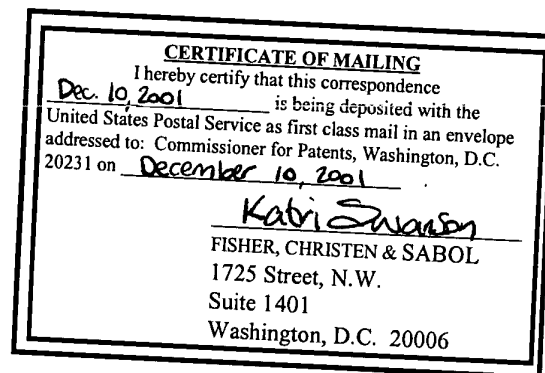 CERTIFICATE OF MAILING
I hereby certify that this correspondence
Dec. 10, 2001 is being deposited with the
United States Postal Service as first class mail in an envelope
addressed to: Commissioner for Patents, Washington, D.C.
20231 on December 10, 2001.
Katri Swanson
FISHER, CHRISTEN & SABOL
1725 Street, N.W.
Suite 1401
Washington, D.C. 20006